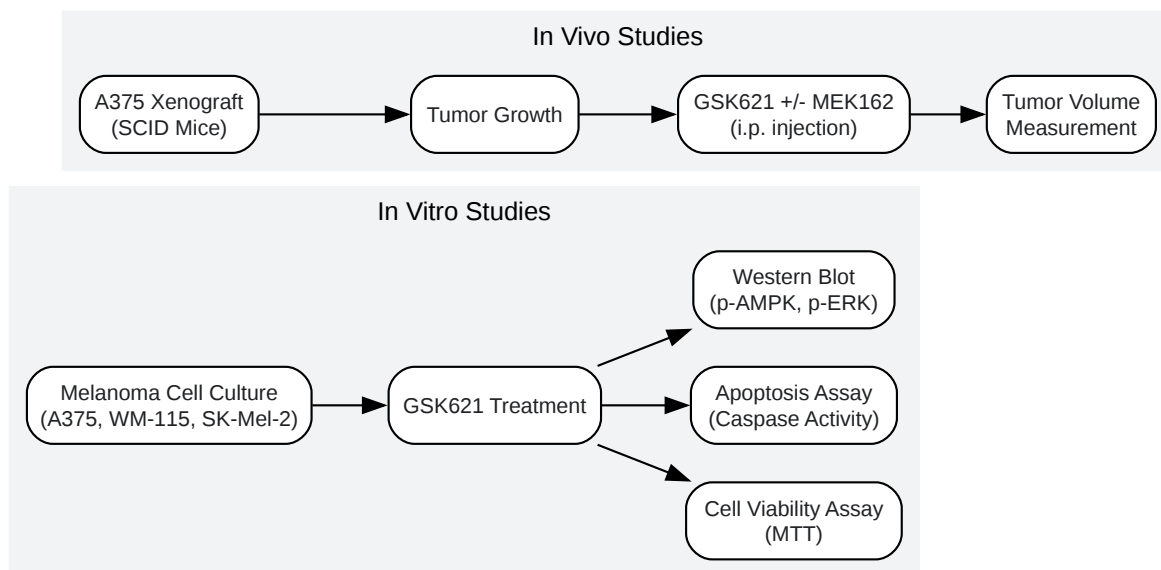 In Vivo Studies
A375 Xenograft
(SCID Mice)
Tumor Growth
GSK621 +/- MEK162
(i.p. injection)
Tumor Volume
Measurement
In Vitro Studies
Melanoma Cell Culture
(A375, WM-115, SK-Mel-2)
GSK621 Treatment
Western Blot
(p-AMPK, p-ERK)
Apoptosis Assay
(Caspase Activity)
Cell Viability Assay
(MTT)